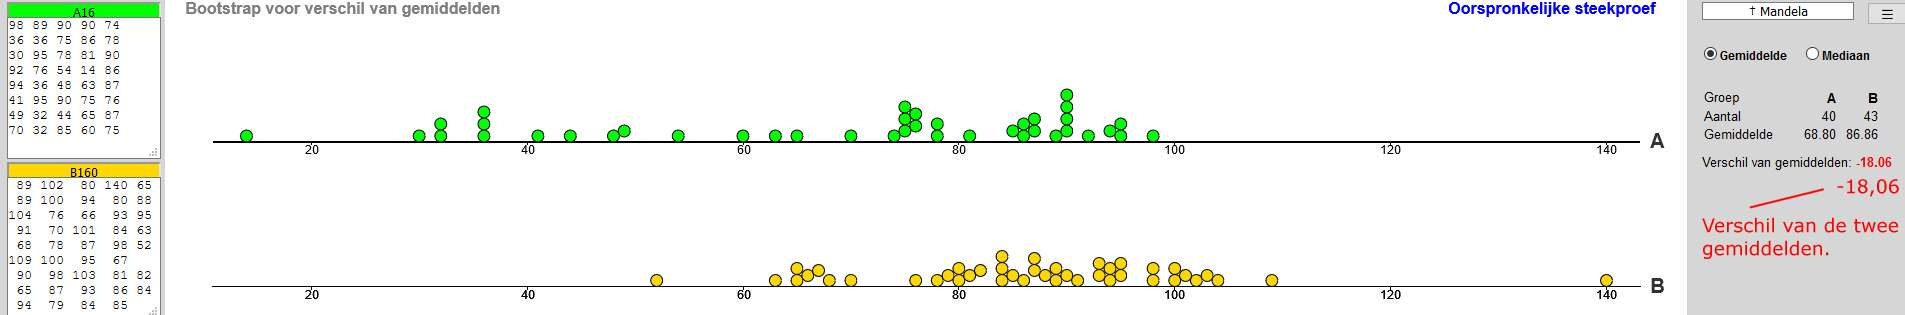 A16
98 89 90 90 74
36 36 75 86 78
30 95 78 81 90
92 76 54 14 86
94 36 48 63 87
41 95 90 75 76
49 32 44 65 87
70 32 85 60 75
B160
89 102 80 140 65
89 100 94 80 88
104 76 66 93 95
91 70 101 84 63
68 78 87 98 52
109 100 95 67
90 98 103 81 82
65 87 93 86 84
94 79 84 85
Bootstrap voor verschil van gemiddelden
Oorspronkelijke steekproef
20 40 60 80 100 120 140
A
20 40 60 80 100 120 140
B
† Mandela
☰
Gemiddelde Mediaan
Groep A B
Aantal 40 43
Gemiddelde 68.80 86.86
Verschil van gemiddelden: -18.06
-18,06
Verschil van de twee
gemiddelden.